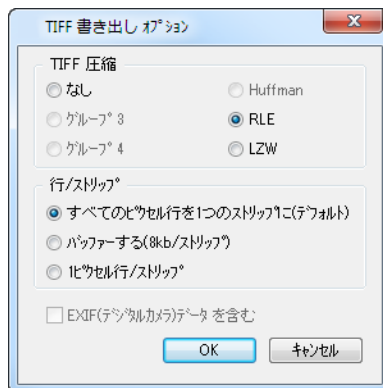 TIFF 書き出し オプション
TIFF 圧縮
なし
Huffman
グループ 3
RLE
グループ 4
LZW
行/ストリップ
すべてのピクセル行を1つのストリップに(デフォルト)
バッファーする(8kb/ストリップ)
1ピクセル行/ストリップ
EXIF(デジタルカメラ)データ を含む
OK
キャンセル